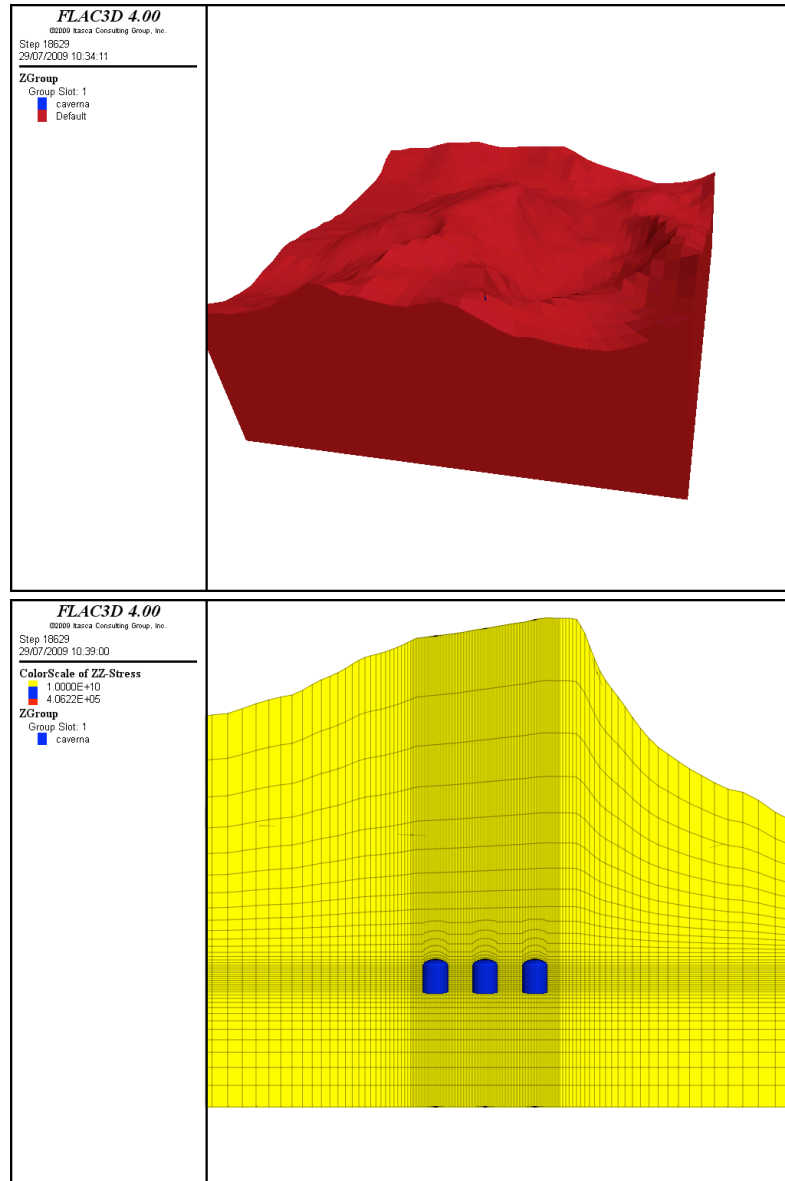 FLAC3D 4.00
©2009 Itasca Consulting Group, Inc.
Step 18629
29/07/2009 10:34:11
ZGroup
Group Slot: 1
caverna
Default
FLAC3D 4.00
©2009 Itasca Consulting Group, Inc.
Step 18629
29/07/2009 10:39:00
ColorScale of ZZ-Stress
1.0000E+10
4.0622E+05
ZGroup
Group Slot: 1
caverna